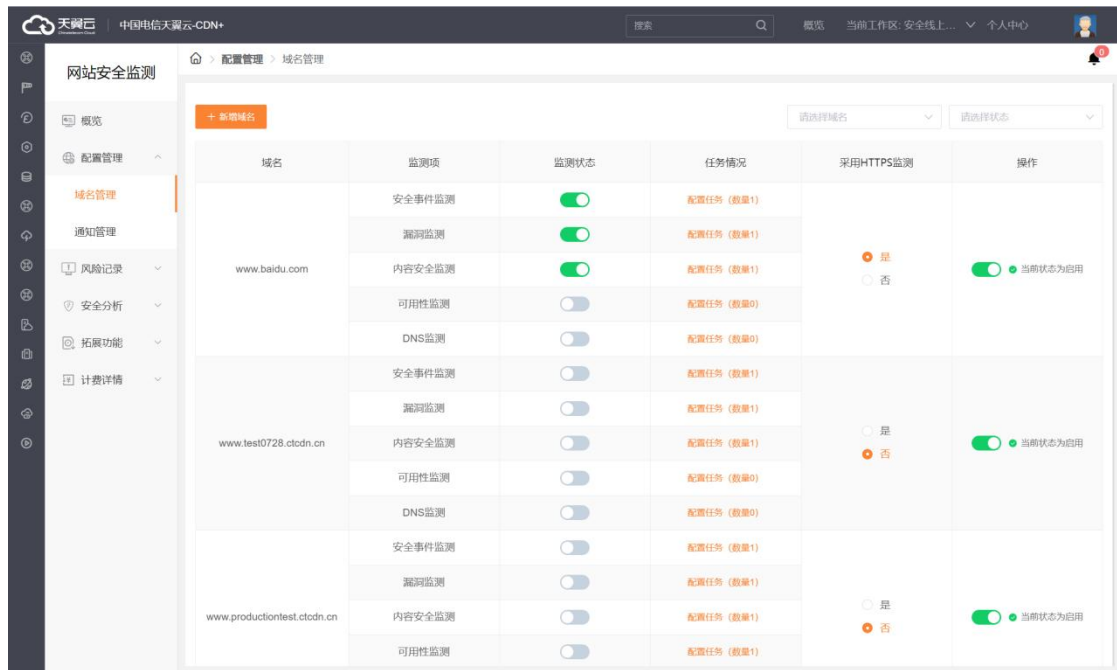 天翼云 中国电信天翼云-CDN+ 搜索 概览 当前工作区: 安全线上... 个人中心
网站安全监测
概览
配置管理
域名管理
通知管理
风险记录
安全分析
拓展功能
计费详情
配置管理 > 域名管理
0
+ 新增域名 请选择域名 请选择状态
域名 监测项 监测状态 任务情况 采用HTTPS监测 操作
www.baidu.com
安全事件监测 配置任务（数量1）
漏洞监测 配置任务（数量1）
内容安全监测 配置任务（数量1）
可用性监测 配置任务（数量0）
DNS监测 配置任务（数量0）
是
否
当前状态为启用
www.test0728.ctcdn.cn
安全事件监测 配置任务（数量1）
漏洞监测 配置任务（数量1）
内容安全监测 配置任务（数量1）
可用性监测 配置任务（数量0）
DNS监测 配置任务（数量0）
是
否
当前状态为启用
www.productiontest.ctcdn.cn
安全事件监测 配置任务（数量1）
漏洞监测 配置任务（数量1）
内容安全监测 配置任务（数量1）
可用性监测 配置任务（数量1）
是
否
当前状态为启用